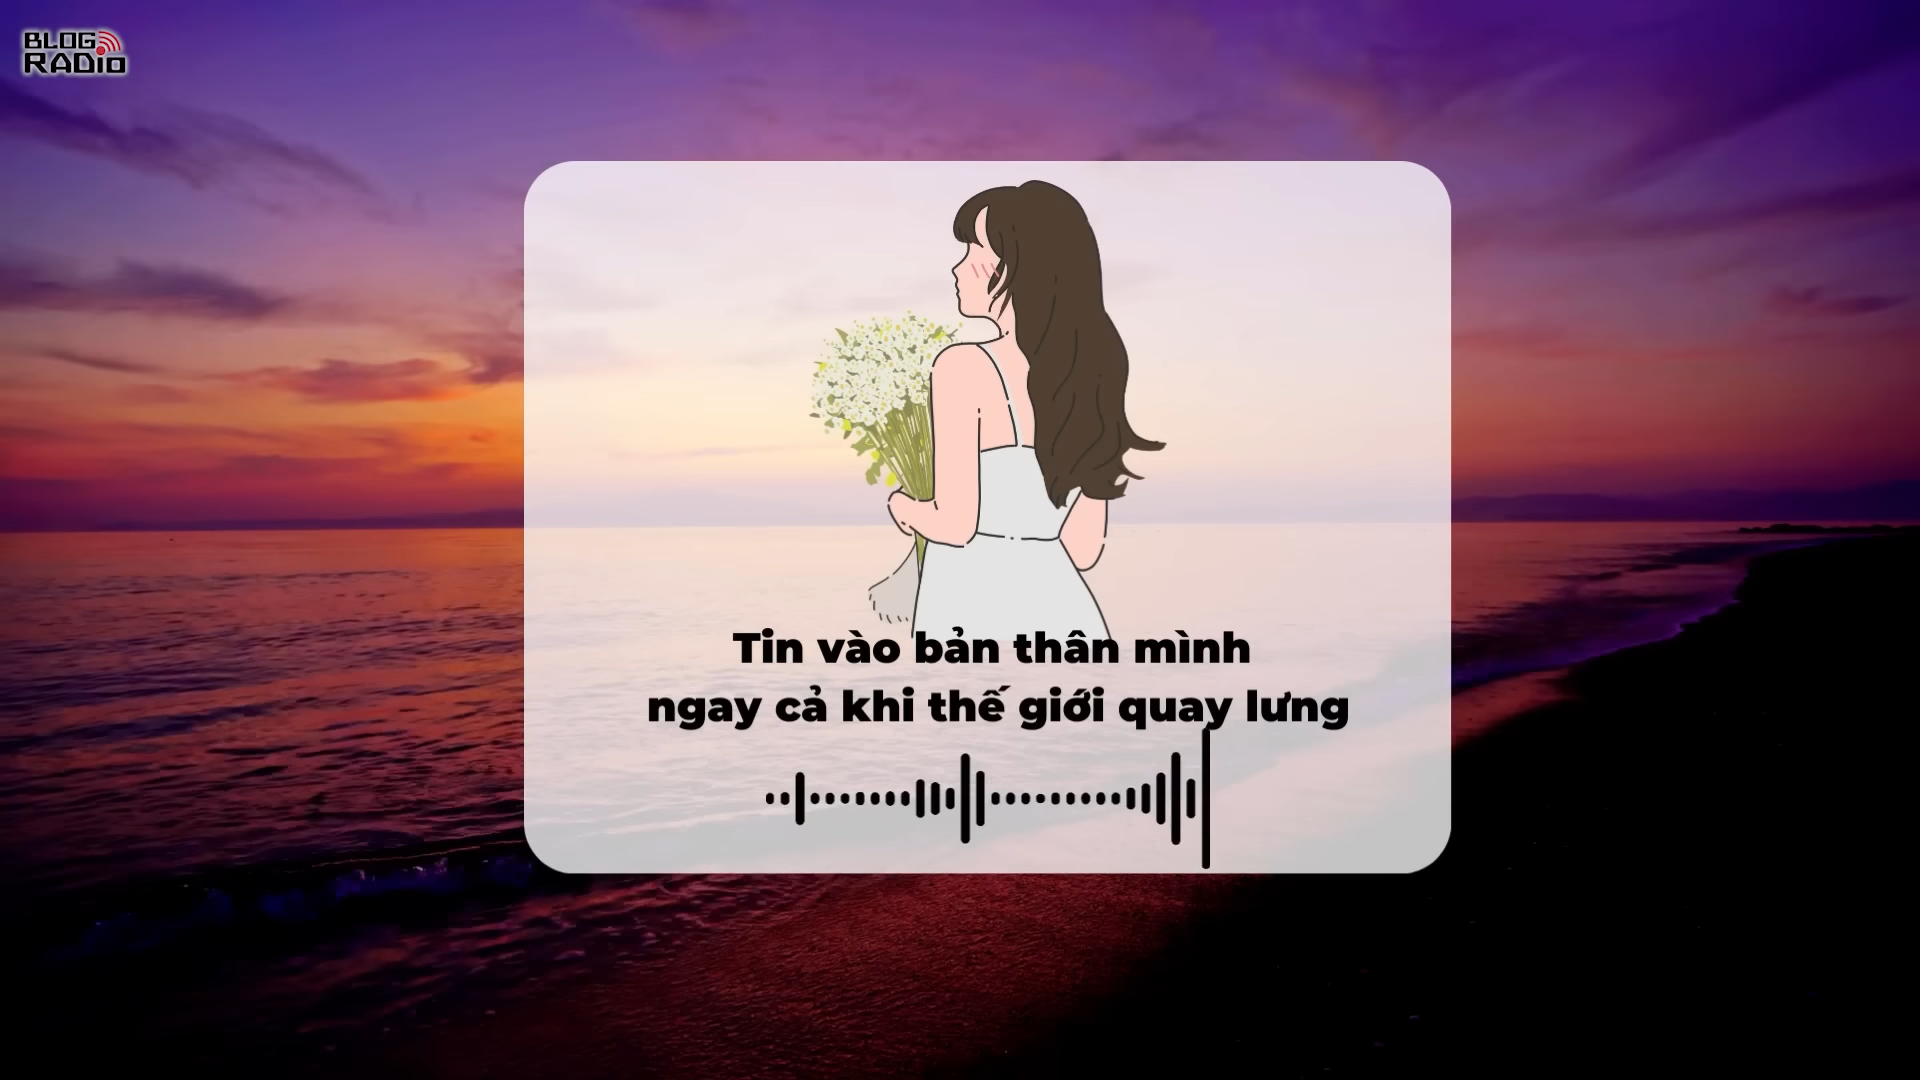 BLOG
RADIO
Tin vào bản thân mình
ngay cả khi thế giới quay lưng